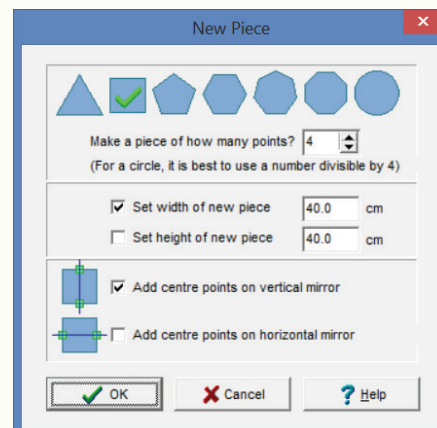 New Piece
Make a piece of how many points? 4
(For a circle, it is best to use a number divisible by 4)
Set width of new piece 40.0 cm
Set height of new piece 40.0 cm
Add centre points on vertical mirror
Add centre points on horizontal mirror
OK Cancel ? Help